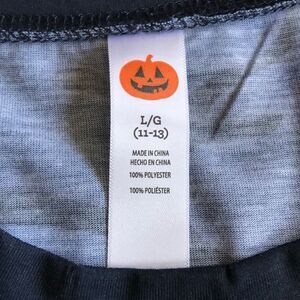 L/G
(11-13)
MADE IN CHINA
HECHO EN CHINA
100% POLYESTER
100% POLIÉSTER